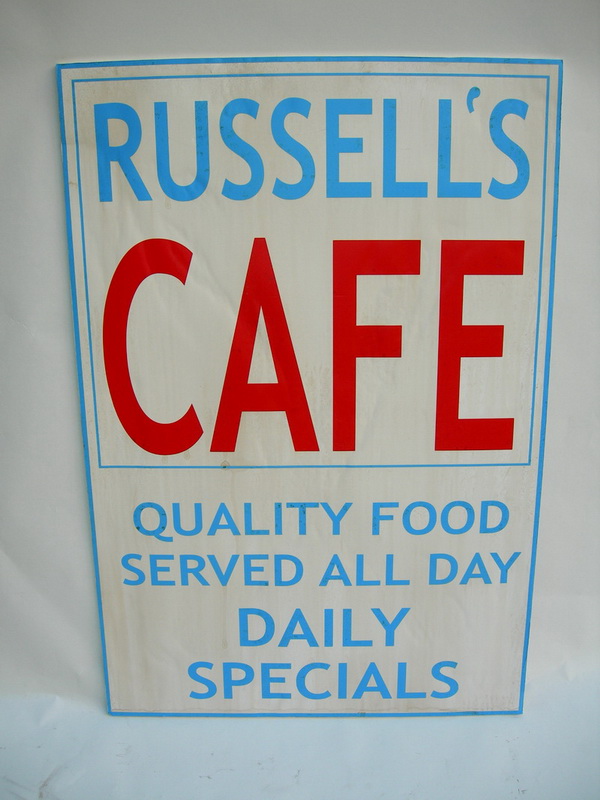 RUSSELL'S
CAFE
QUALITY FOOD
SERVED ALL DAY
DAILY
SPECIALS